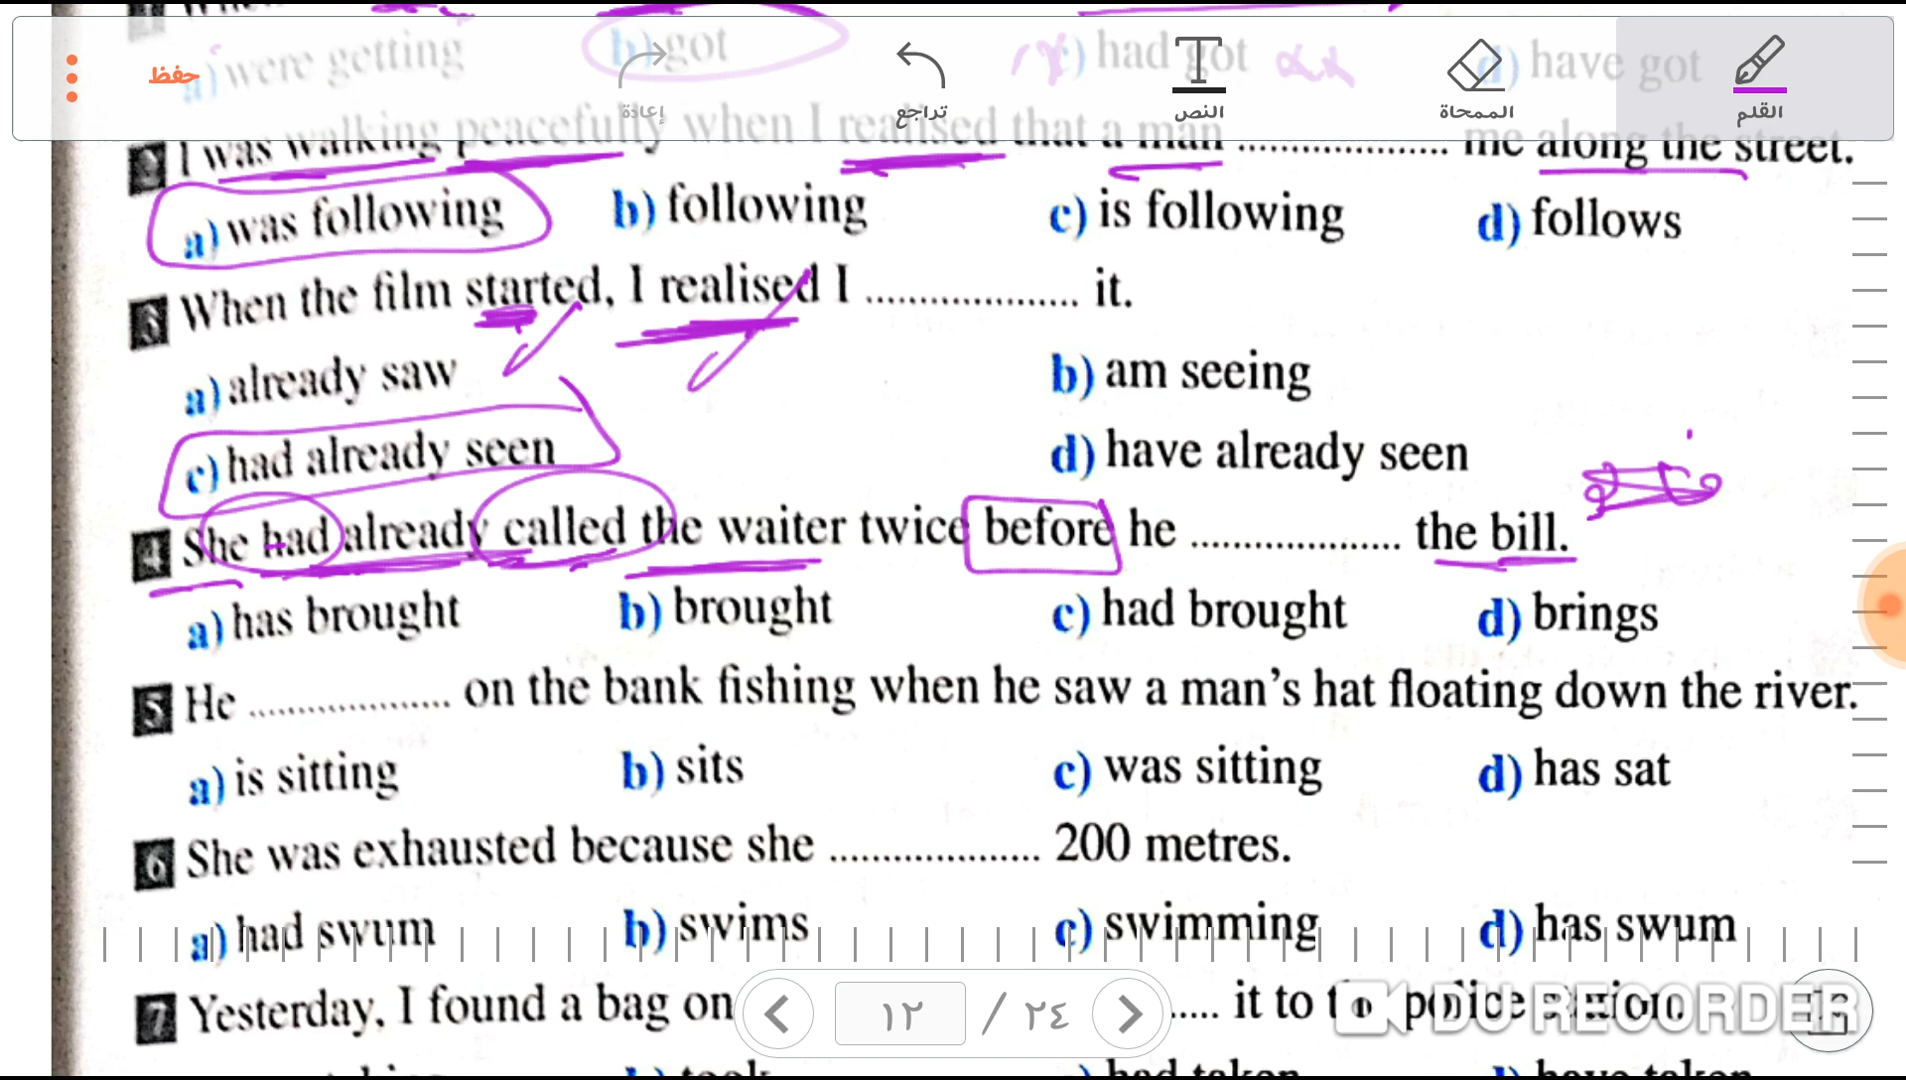 a) were getting b) got c) had got d) have got
حفظ إعادة تراجع النص الممحاة القلم
2 I was walking peacefully when I realised that a man .................... me along the street.
a) was following b) following c) is following d) follows
3 When the film started, I realised I .................... it.
a) already saw b) am seeing
c) had already seen d) have already seen
4 She had already called the waiter twice before he .................... the bill.
a) has brought b) brought c) had brought d) brings
5 He .................... on the bank fishing when he saw a man's hat floating down the river.
a) is sitting b) sits c) was sitting d) has sat
6 She was exhausted because she .................... 200 metres.
a) had swum b) swims c) swimming d) has swum
7 Yesterday, I found a bag on ..... it to the police station.
١٢ / ٢٤
DU RECORDER
b) took c) had taken d) have taken